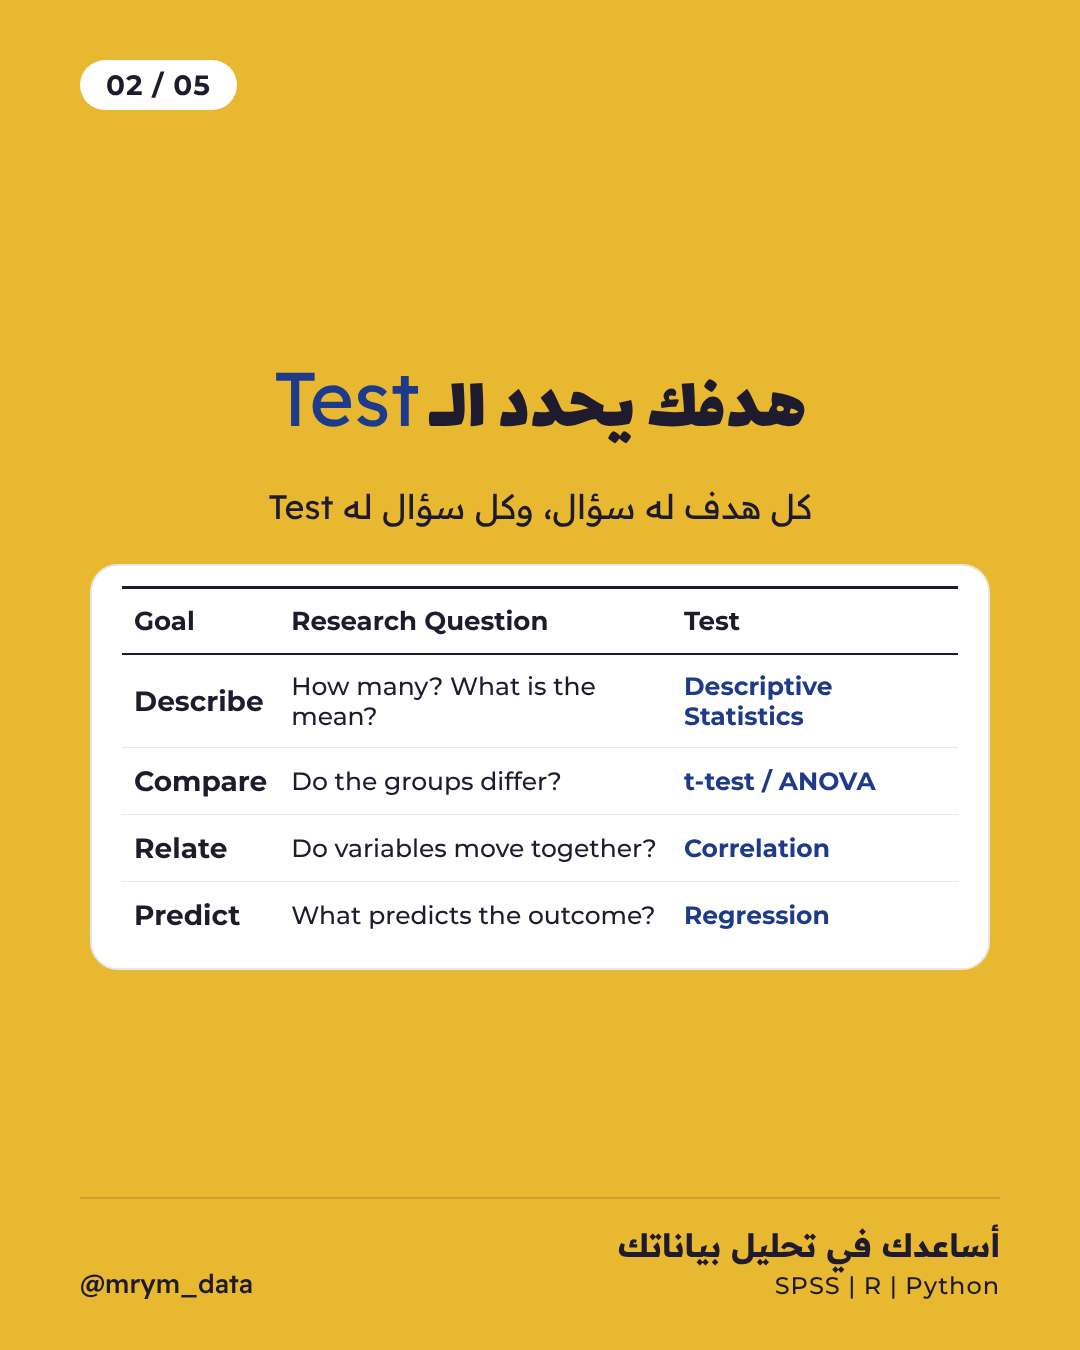 02 / 05
هدفك يحدد الـ Test
كل هدف له سؤال، وكل سؤال له Test
Goal Research Question Test
Describe How many? What is the mean? Descriptive Statistics
Compare Do the groups differ? t-test / ANOVA
Relate Do variables move together? Correlation
Predict What predicts the outcome? Regression
أساعدك في تحليل بياناتك
SPSS | R | Python
@mrym_data